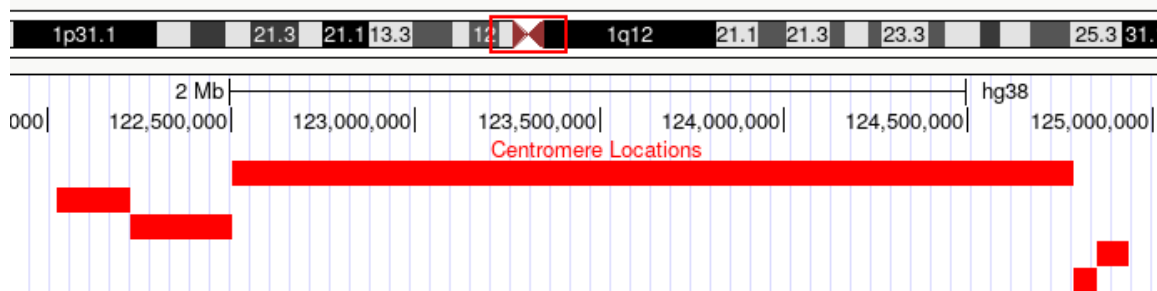 1p31.1 21.3 21.1 13.3 12 1q12 21.1 21.3 23.3 25.3 31.
2 Mb hg38
000| 122,500,000| 123,000,000| 123,500,000| 124,000,000| 124,500,000| 125,000,000|
Centromere Locations